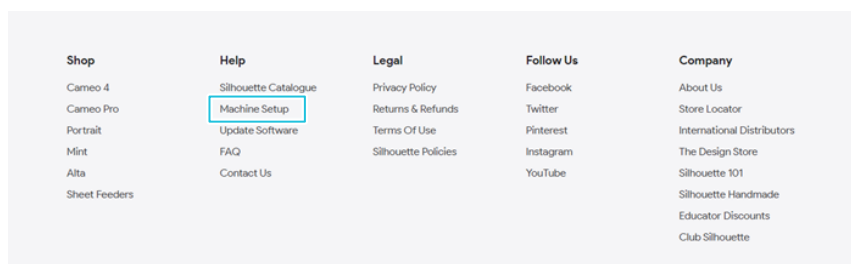 Shop
Cameo 4
Cameo Pro
Portrait
Mint
Alta
Sheet Feeders
Help
Silhouette Catalogue
Machine Setup
Update Software
FAQ
Contact Us
Legal
Privacy Policy
Returns & Refunds
Terms Of Use
Silhouette Policies
Follow Us
Facebook
Twitter
Pinterest
Instagram
YouTube
Company
About Us
Store Locator
International Distributors
The Design Store
Silhouette 101
Silhouette Handmade
Educator Discounts
Club Silhouette